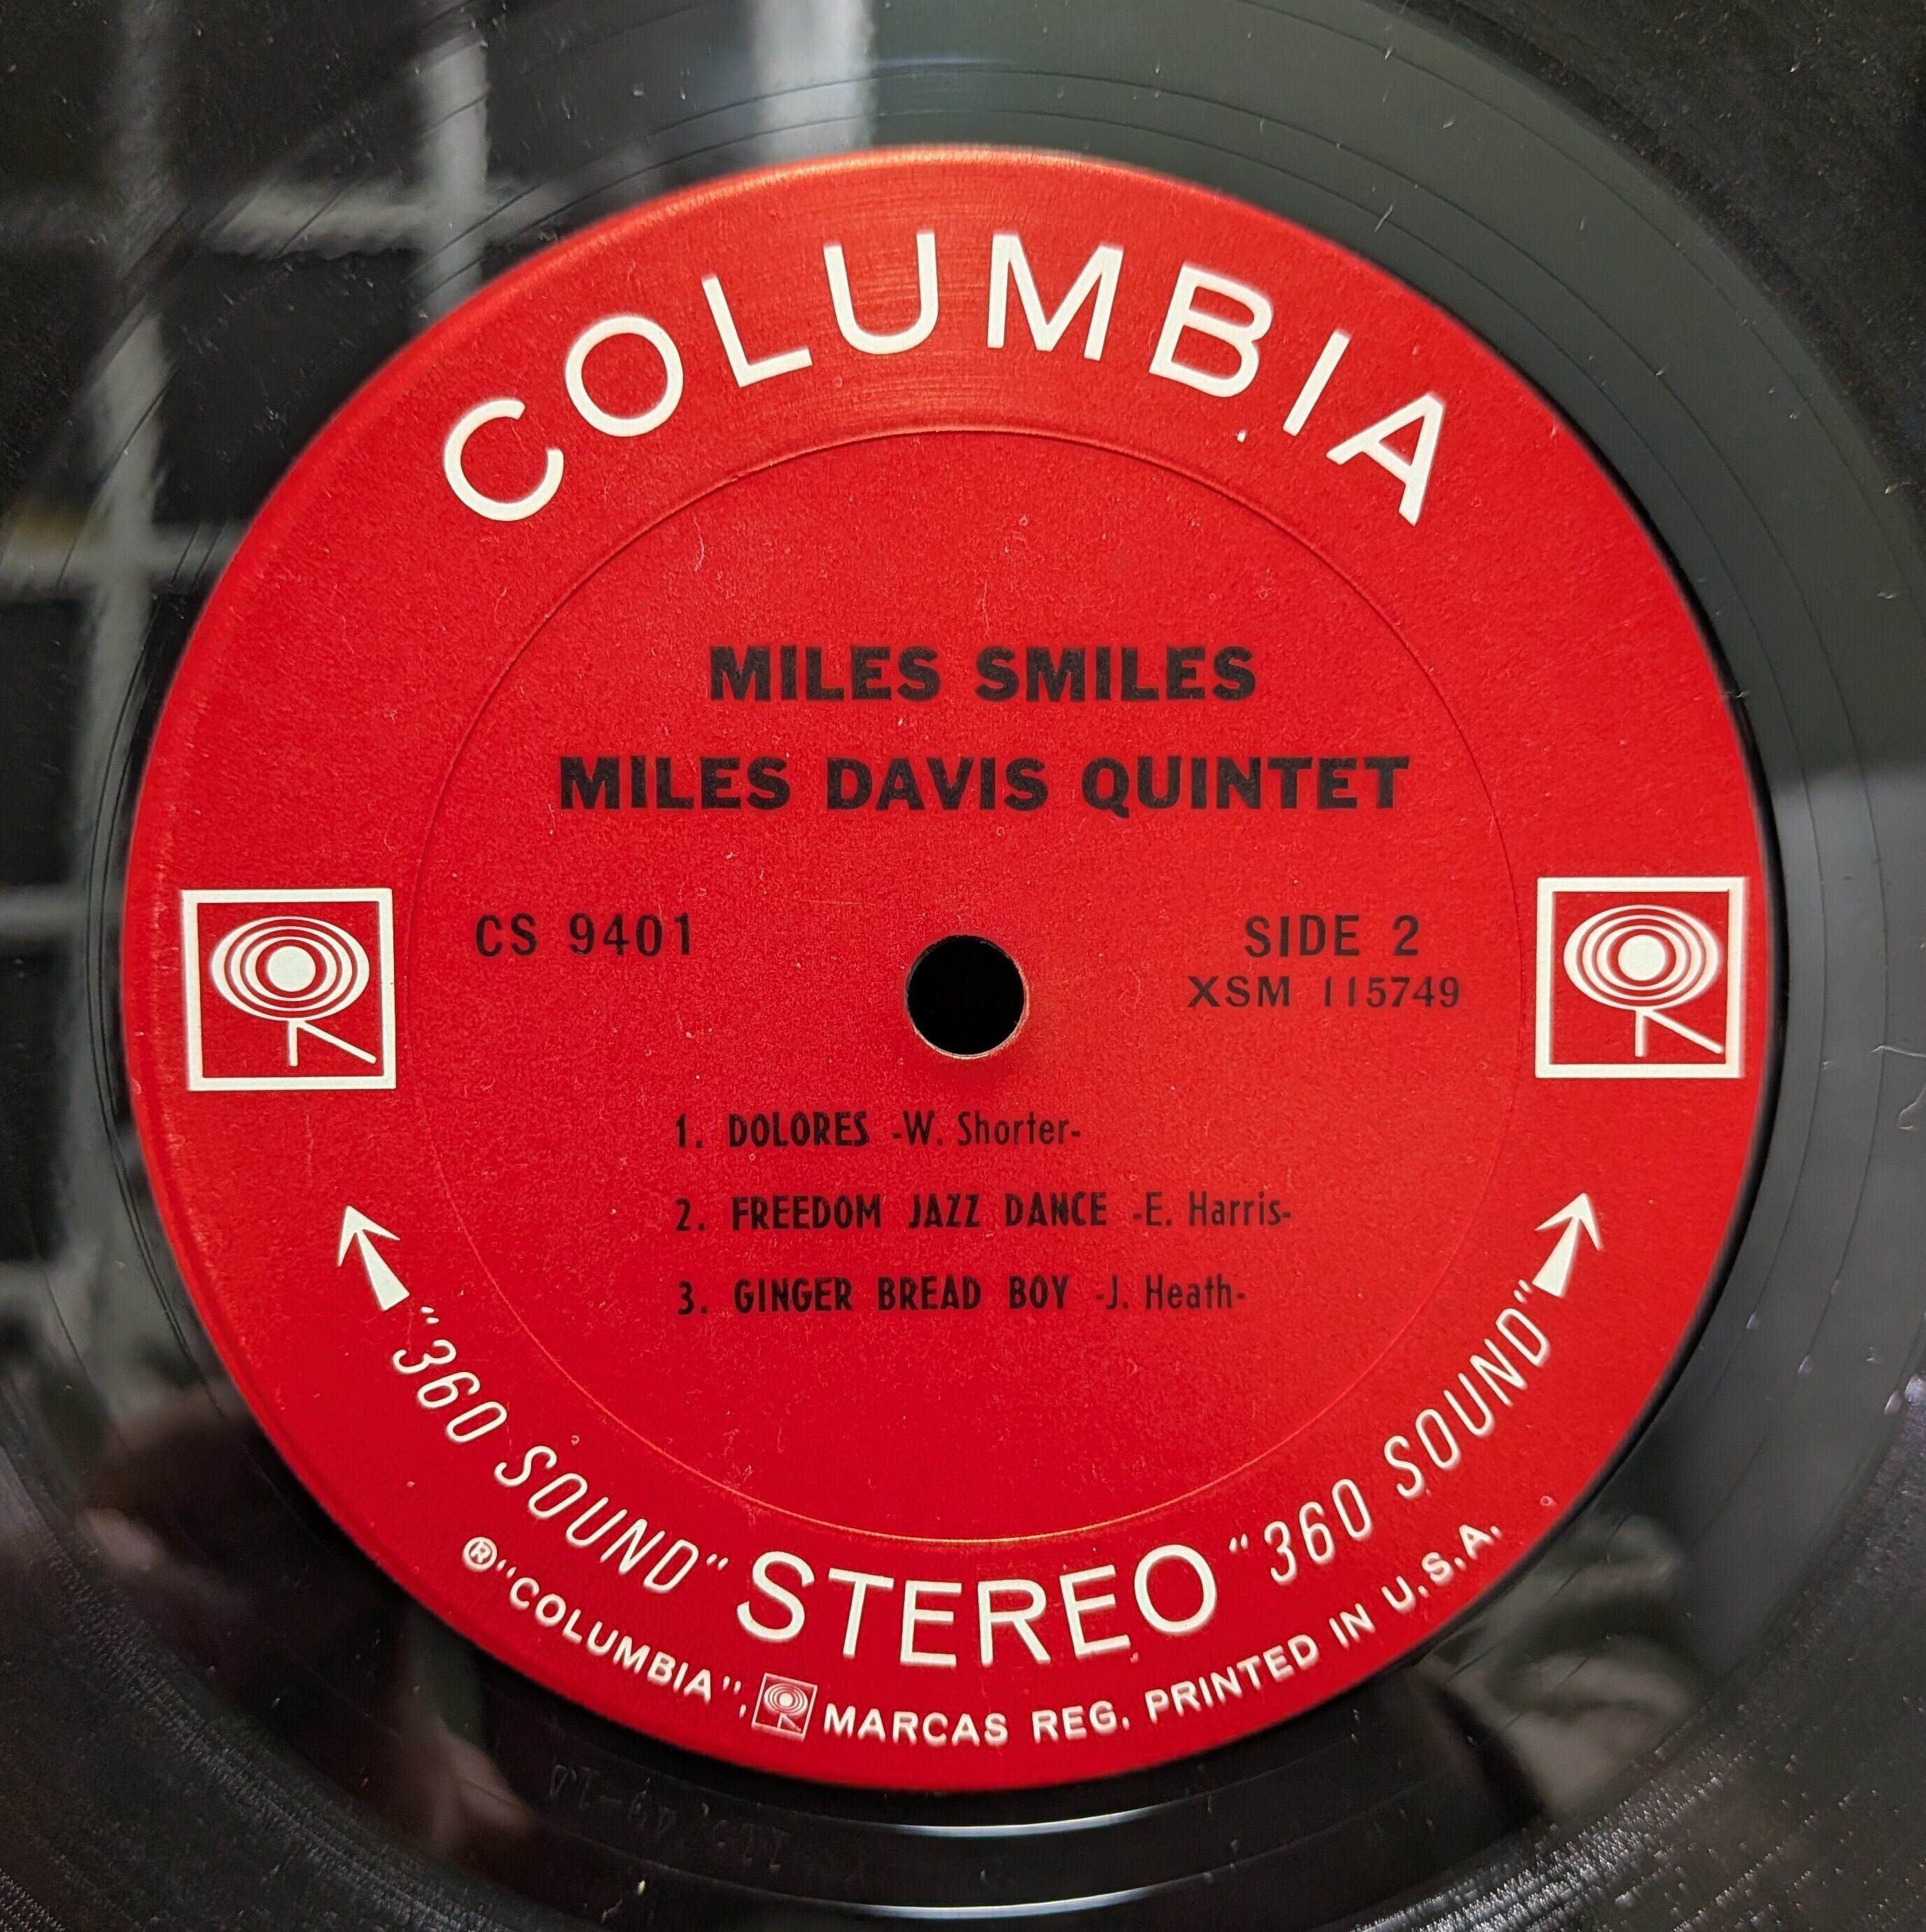 COLUMBIA
MILES SMILES
MILES DAVIS QUINTET
CS 9401
SIDE 2
XSM 115749
1. DOLORES -W. Shorter-
2. FREEDOM JAZZ DANCE -E. Harris-
3. GINGER BREAD BOY -J. Heath-
"360 SOUND" STEREO "360 SOUND"
® "COLUMBIA", MARCAS REG. PRINTED IN U.S.A.